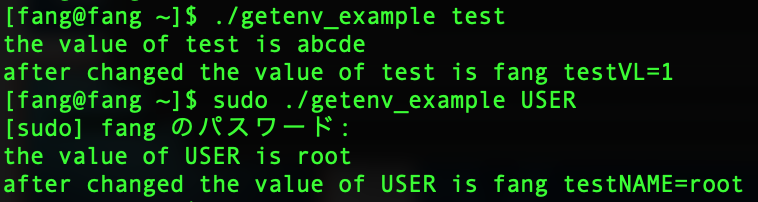 [fang@fang ~]$ ./getenv_example test
the value of test is abcde
after changed the value of test is fang testVL=1
[fang@fang ~]$ sudo ./getenv_example USER
[sudo] fang のパスワード：
the value of USER is root
after changed the value of USER is fang testNAME=root